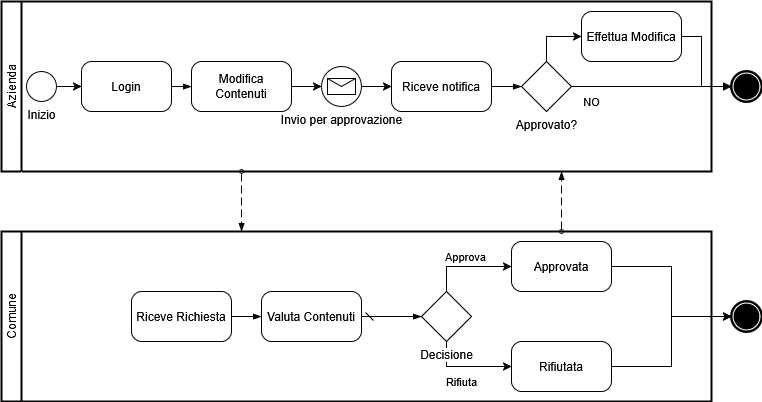 Azienda
Inizio
Login
Modifica
Contenuti
Invio per approvazione
Riceve notifica
Approvato?
Effettua Modifica
NO
Comune
Riceve Richiesta
Valuta Contenuti
Decisione
Approva
Approvata
Rifiuta
Rifiutata